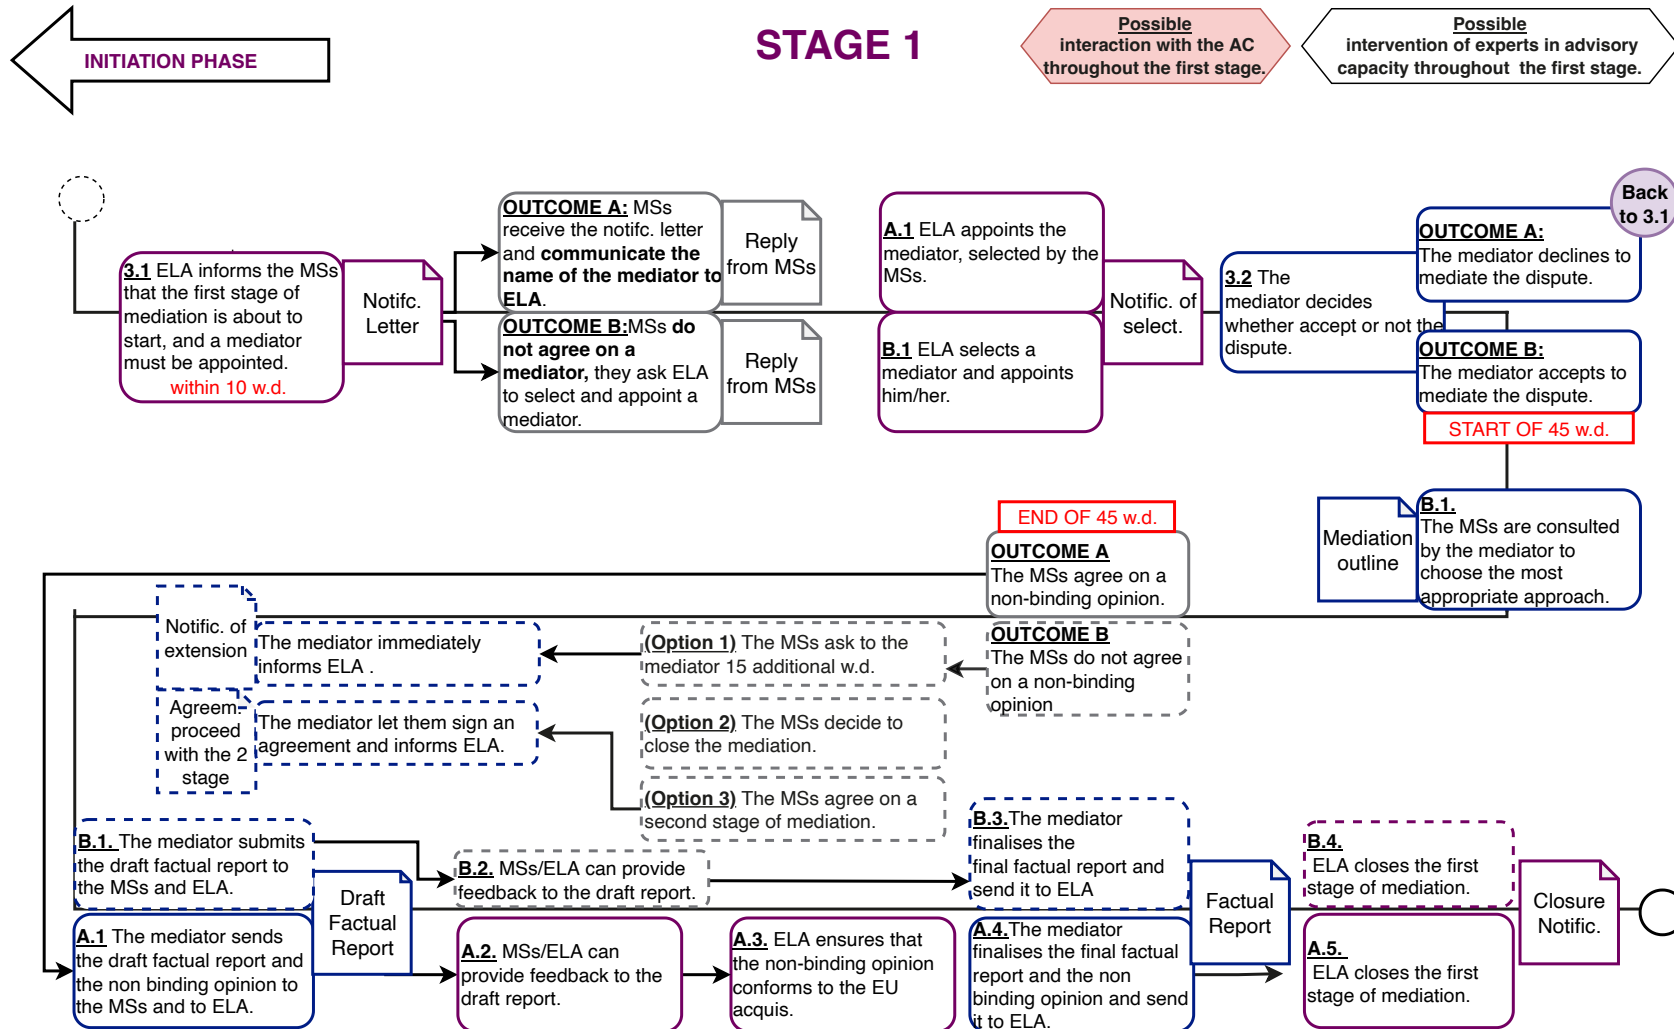 INITIATION PHASE
STAGE 1
Possible
interaction with the AC
throughout the first stage.
Possible
intervention of experts in advisory
capacity throughout  the first stage.
3.1 ELA informs the MSs
that the first stage of
mediation is about to
start, and a mediator
must be appointed.
within 10 w.d.
Notifc.
Letter
OUTCOME A: MSs
receive the notifc. letter
and communicate the
name of the mediator to
ELA.
Reply
from MSs
OUTCOME B:MSs do
not agree on a
mediator, they ask ELA
to select and appoint a
mediator.
Reply
from MSs
A.1 ELA appoints the
mediator, selected by the
MSs.
B.1 ELA selects a
mediator and appoints
him/her.
Notific. of
select.
3.2 The
mediator decides
whether accept or not the
dispute.
Back
to 3.1
OUTCOME A:
The mediator declines to
mediate the dispute.
OUTCOME B:
The mediator accepts to
mediate the dispute.
START OF 45 w.d.
Mediation
outline
B.1.
The MSs are consulted
by the mediator to
choose the most
appropriate approach.
END OF 45 w.d.
OUTCOME A
The MSs agree on a
non-binding opinion.
OUTCOME B
The MSs do not agree
on a non-binding
opinion
(Option 1) The MSs ask to the
mediator 15 additional w.d.
The mediator immediately
informs ELA .
Notific. of
extension
(Option 2) The MSs decide to
close the mediation.
(Option 3) The MSs agree on a
second stage of mediation.
The mediator let them sign an
agreement and informs ELA.
Agreem.
proceed
with the 2
stage
B.1. The mediator submits
the draft factual report to
the MSs and ELA.
Draft
Factual
Report
B.2. MSs/ELA can provide
feedback to the draft report.
B.3.The mediator
finalises the
final factual report and
send it to ELA
Factual
Report
B.4.
ELA closes the first
stage of mediation.
Closure
Notific.
A.1 The mediator sends
the draft factual report and
the non binding opinion to
the MSs and to ELA.
A.2. MSs/ELA can
provide feedback to the
draft report.
A.3. ELA ensures that
the non-binding opinion
conforms to the EU
acquis.
A.4.The mediator
finalises the final factual
report and the non
binding opinion and send
it to ELA.
A.5.
ELA closes the first
stage of mediation.